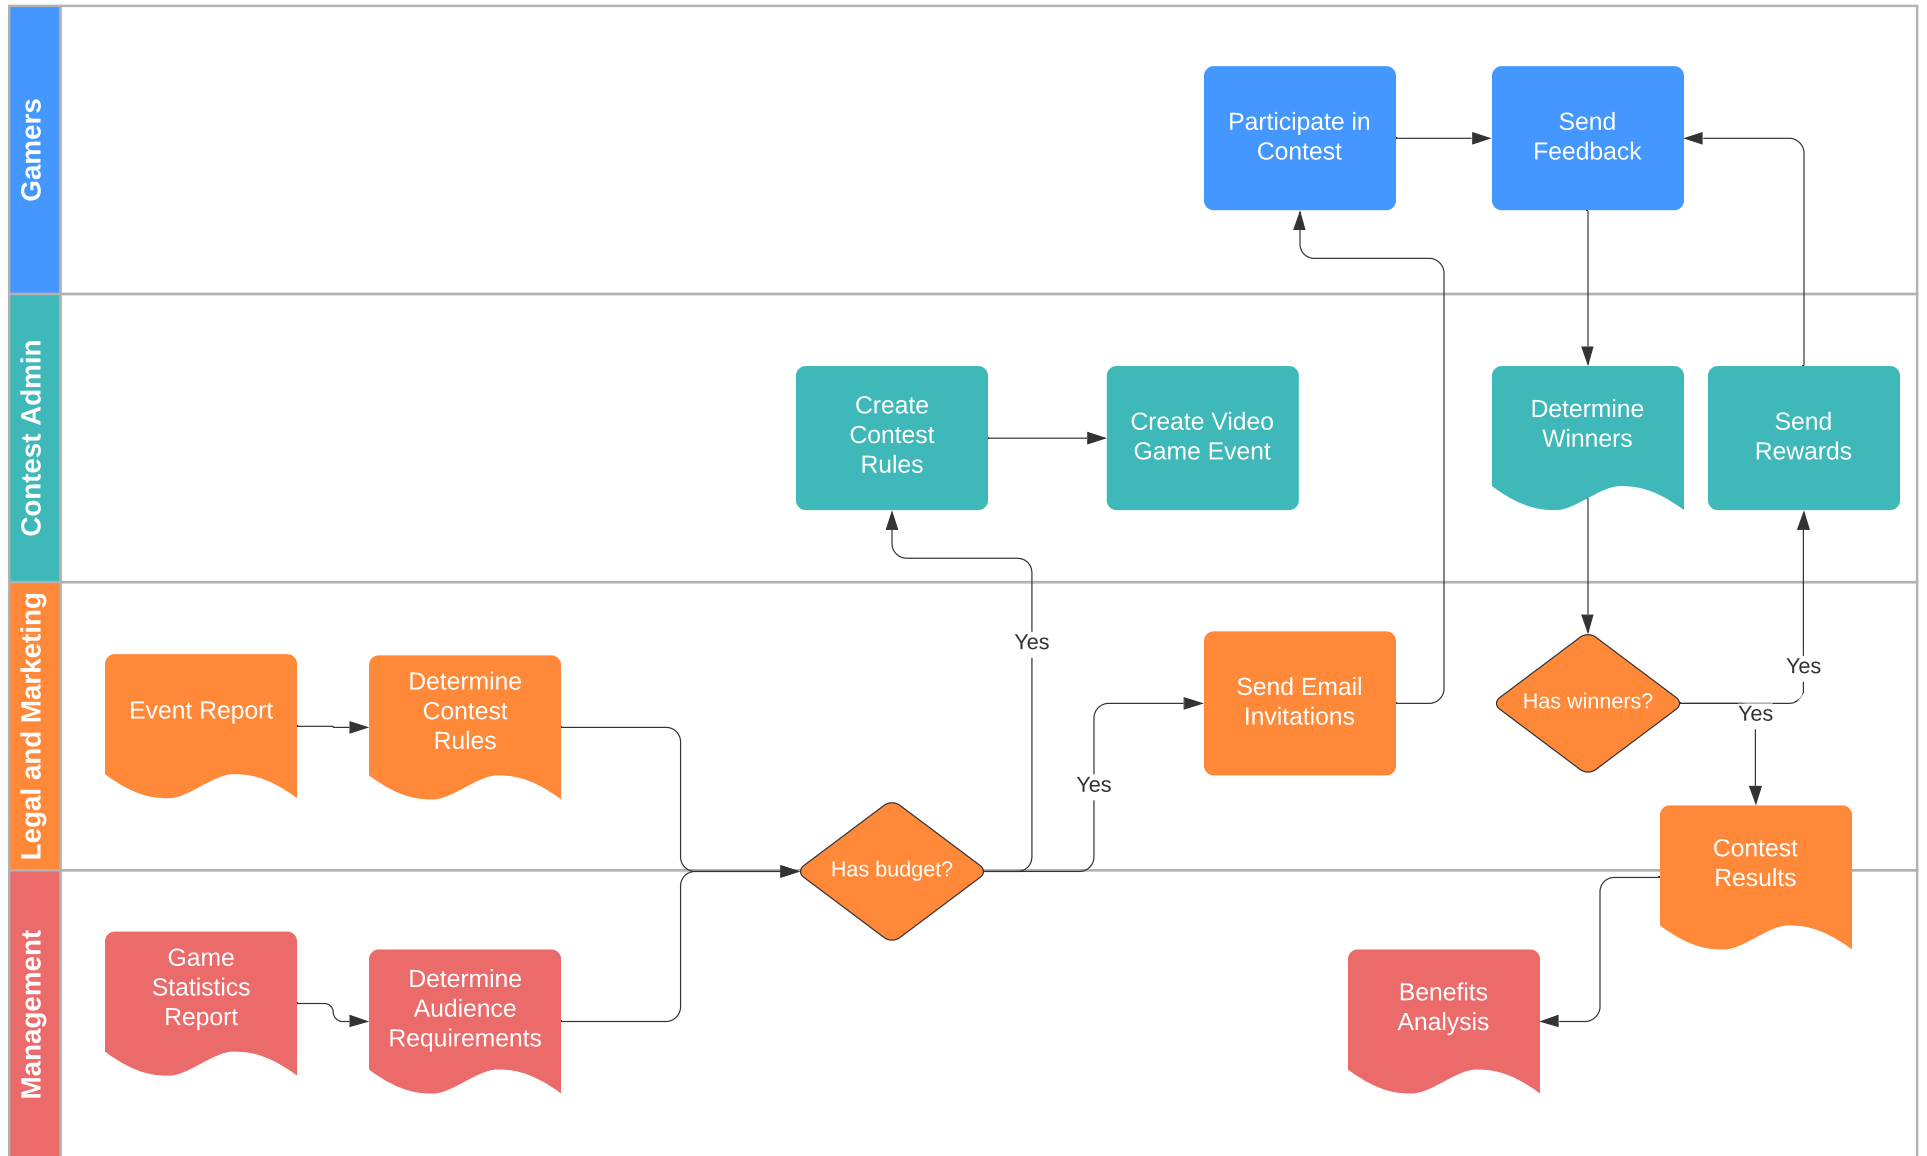 Gamers
Participate in
Contest
Send
Feedback
Contest Admin
Create
Contest
Rules
Create Video
Game Event
Determine
Winners
Send
Rewards
Legal and Marketing
Event Report
Determine
Contest
Rules
Yes
Send Email
Invitations
Has winners?
Yes
Yes
Yes
Has budget?
Contest
Results
Management
Game
Statistics
Report
Determine
Audience
Requirements
Benefits
Analysis